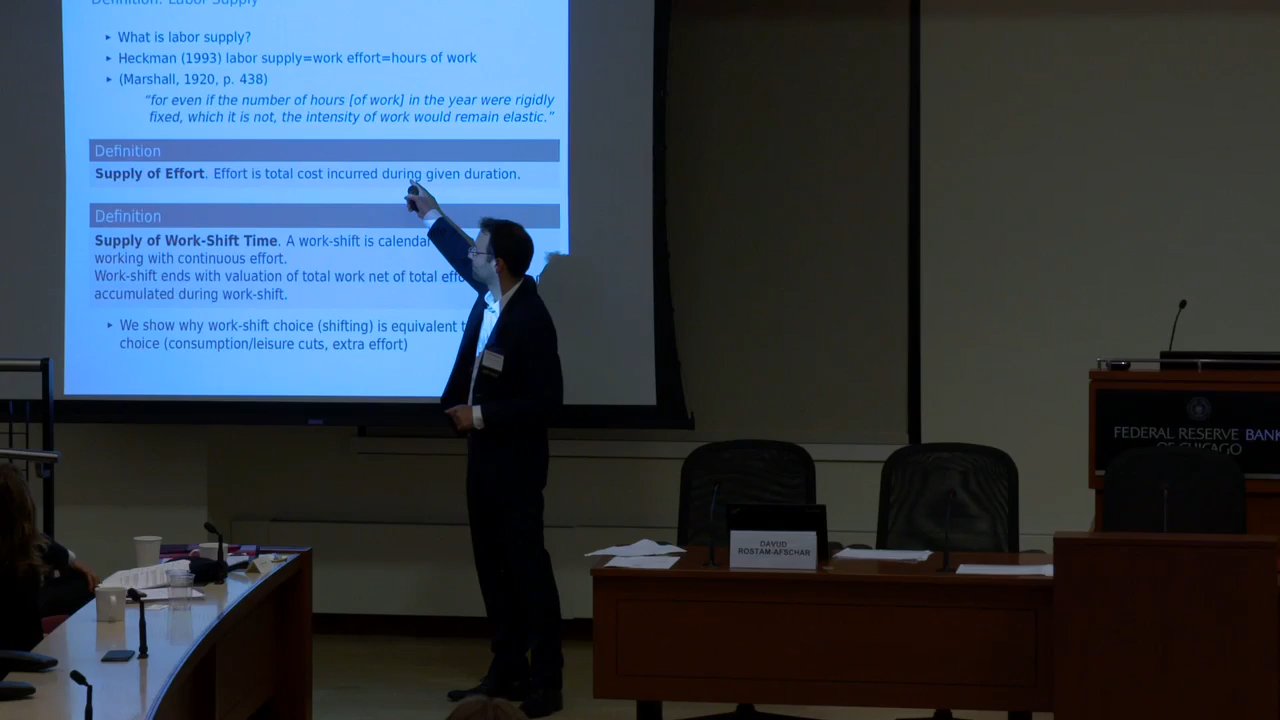 Definition: Labor Supply
▸ What is labor supply?
▸ Heckman (1993) labor supply=work effort=hours of work
▸ (Marshall, 1920, p. 438)
“for even if the number of hours [of work] in the year were rigidly
fixed, which it is not, the intensity of work would remain elastic.”
Definition
Supply of Effort. Effort is total cost incurred during given duration.
Definition
Supply of Work-Shift Time. A work-shift is calendar
working with continuous effort.
Work-shift ends with valuation of total work net of total
accumulated during work-shift.
▸ We show why work-shift choice (shifting) is equivalent
choice (consumption/leisure cuts, extra effort)
FEDERAL RESERVE BANK
OF CHICAGO
DAVUD
ROSTAM-AFSCHAR